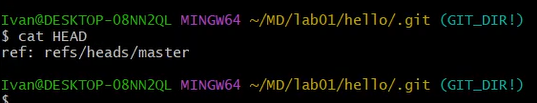 Ivan@DESKTOP-08NN2QL MINGW64 ~/MD/lab01/hello/.git (GIT_DIR!)
$ cat HEAD
ref: refs/heads/master
Ivan@DESKTOP-08NN2QL MINGW64 ~/MD/lab01/hello/.git (GIT_DIR!)
$